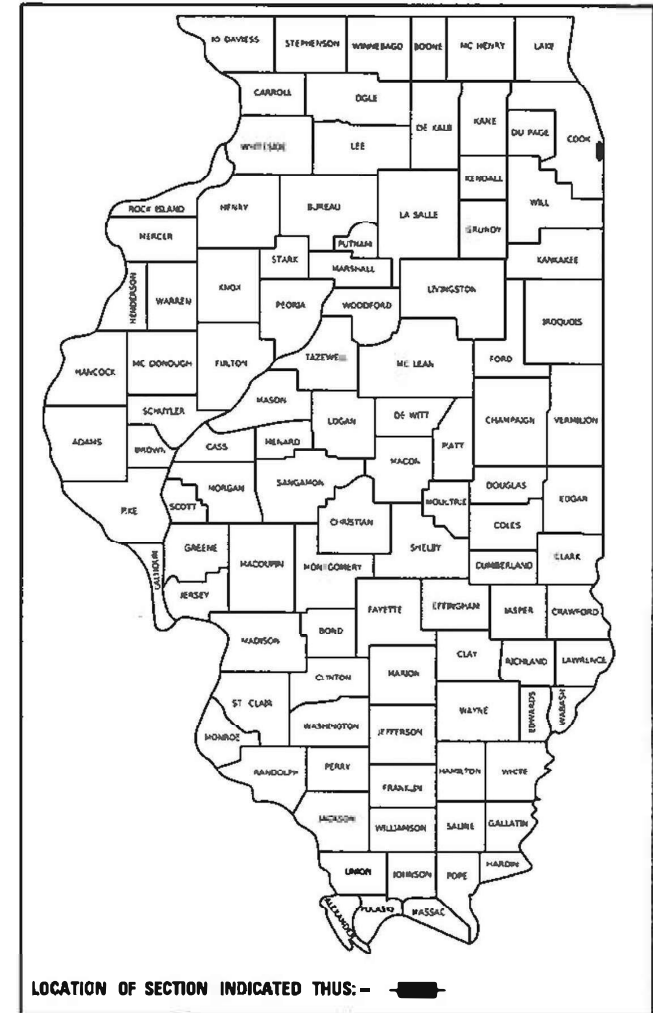 JO DAVIESS STEPHENSON WINNEBAGO BOONE MC HENRY LAKE
CARROLL OGLE DE KALB KANE DU PAGE COOK
WHITESIDE LEE
KENDALL WILL
ROCK ISLAND HENRY BUREAU LA SALLE GRUNDY
MERCER PUTNAM
STARK MARSHALL KANKAKEE
HENDERSON WARREN KNOX PEORIA WOODFORD LIVINGSTON IROQUOIS
HANCOCK MC DONOUGH FULTON TAZEWELL MC LEAN FORD
SCHUYLER MASON LOGAN DE WITT CHAMPAIGN VERMILION
ADAMS BROWN CASS MENARD MACON PIATT
PIKE SCOTT MORGAN SANGAMON MOULTRIE DOUGLAS EDGAR
CHRISTIAN COLES
CALHOUN GREENE MACOUPIN MONTGOMERY SHELBY CUMBERLAND CLARK
JERSEY FAYETTE EFFINGHAM JASPER CRAWFORD
MADISON BOND CLAY RICHLAND LAWRENCE
CLINTON MARION
ST CLAIR WAYNE EDWARDS WABASH
MONROE WASHINGTON JEFFERSON
RANDOLPH PERRY FRANKLIN HAMILTON WHITE
JACKSON WILLIAMSON SALINE GALLATIN
UNION JOHNSON POPE HARDIN
ALEXANDER PULASKI MASSAC
LOCATION OF SECTION INDICATED THUS:-